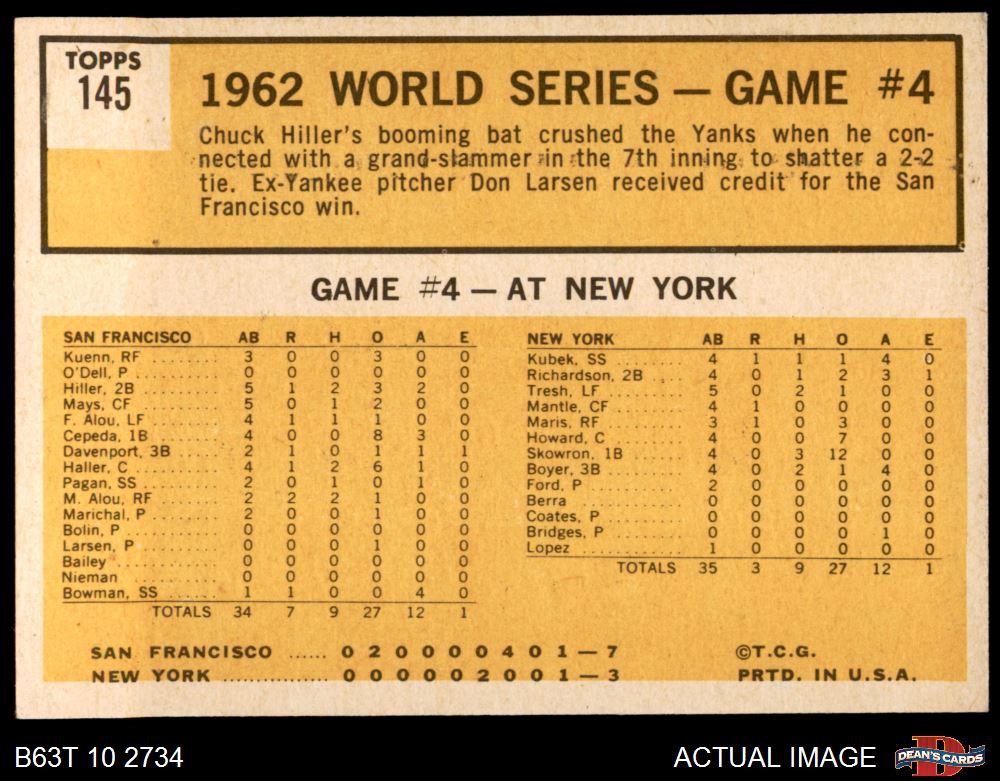 TOPPS
145
1962 WORLD SERIES — GAME #4
Chuck Hiller's booming bat crushed the Yanks when he con-
nected with a grand-slammer in the 7th inning to shatter a 2-2
tie. Ex-Yankee pitcher Don Larsen received credit for the San
Francisco win.
GAME #4 — AT NEW YORK
SAN FRANCISCO AB R H O A E
Kuenn, RF ........ 3 0 0 3 0 0
O'Dell, P .......... 0 0 0 0 0 0
Hiller, 2B ........ 5 1 2 3 2 0
Mays, CF ........ 5 0 1 2 0 0
F. Alou, LF ...... 4 1 1 1 0 0
Cepeda, 1B ...... 4 0 0 8 3 0
Davenport, 3B .... 2 1 0 1 1 1
Haller, C ........ 4 1 2 6 1 0
Pagan, SS ........ 2 0 1 0 1 0
M. Alou, RF ...... 2 2 2 1 0 0
Marichal, P ...... 2 0 0 1 0 0
Bolin, P .......... 0 0 0 0 0 0
Larsen, P ........ 0 0 0 1 0 0
Bailey .......... 0 0 0 0 0 0
Nieman ........ 0 0 0 0 0 0
Bowman, SS .... 1 1 0 0 4 0
TOTALS 34 7 9 27 12 1
NEW YORK AB R H O A E
Kubek, SS ........ 4 1 1 1 4 0
Richardson, 2B .... 4 0 1 2 3 1
Tresh, LF ........ 5 0 2 1 0 0
Mantle, CF ...... 4 1 0 0 0 0
Maris, RF ........ 3 1 0 3 0 0
Howard, C ...... 4 0 0 7 0 0
Skowron, 1B .... 4 0 3 12 0 0
Boyer, 3B ........ 4 0 2 1 4 0
Ford, P .......... 2 0 0 0 0 0
Berra .......... 0 0 0 0 0 0
Coates, P ........ 0 0 0 0 0 0
Bridges, P ........ 0 0 0 0 1 0
Lopez .......... 1 0 0 0 0 0
TOTALS 35 3 9 27 12 1
SAN FRANCISCO ...... 0 2 0 0 0 0 4 0 1 — 7
NEW YORK .............. 0 0 0 0 0 2 0 0 1 — 3
©T.C.G.
PRTD. IN U.S.A.
B63T 10 2734
ACTUAL IMAGE
D
DEAN'S CARDS